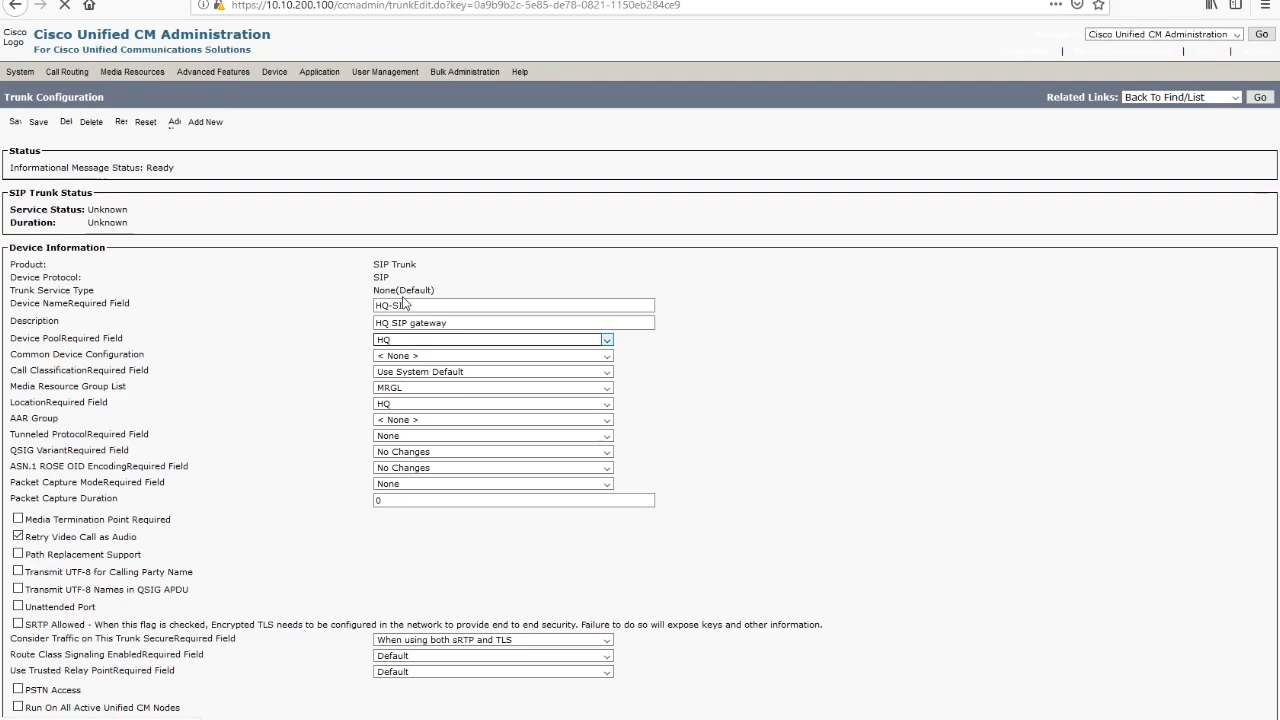 https://10.10.200.100/ccmadmin/trunkEdit.do?key=0a9b9b2c-5e85-de78-0821-1150eb284ce9
Cisco Logo
Cisco Unified CM Administration
For Cisco Unified Communications Solutions
Cisco Unified CM Administration Go
System Call Routing Media Resources Advanced Features Device Application User Management Bulk Administration Help
Trunk Configuration Related Links: Back To Find/List Go
Sav Save Del Delete Res Reset Add N Add New
Status
Informational Message Status: Ready
SIP Trunk Status
Service Status: Unknown
Duration: Unknown
Device Information
Product: SIP Trunk
Device Protocol: SIP
Trunk Service Type None(Default)
Device NameRequired Field HQ-SIP
Description HQ SIP gateway
Device PoolRequired Field HQ
Common Device Configuration < None >
Call ClassificationRequired Field Use System Default
Media Resource Group List MRGL
LocationRequired Field HQ
AAR Group < None >
Tunneled ProtocolRequired Field None
QSIG VariantRequired Field No Changes
ASN.1 ROSE OID EncodingRequired Field No Changes
Packet Capture ModeRequired Field None
Packet Capture Duration 0
Media Termination Point Required
Retry Video Call as Audio
Path Replacement Support
Transmit UTF-8 for Calling Party Name
Transmit UTF-8 Names in QSIG APDU
Unattended Port
SRTP Allowed - When this flag is checked, Encrypted TLS needs to be configured in the network to provide end to end security. Failure to do so will expose keys and other information.
Consider Traffic on This Trunk SecureRequired Field When using both sRTP and TLS
Route Class Signaling EnabledRequired Field Default
Use Trusted Relay PointRequired Field Default
PSTN Access
Run On All Active Unified CM Nodes